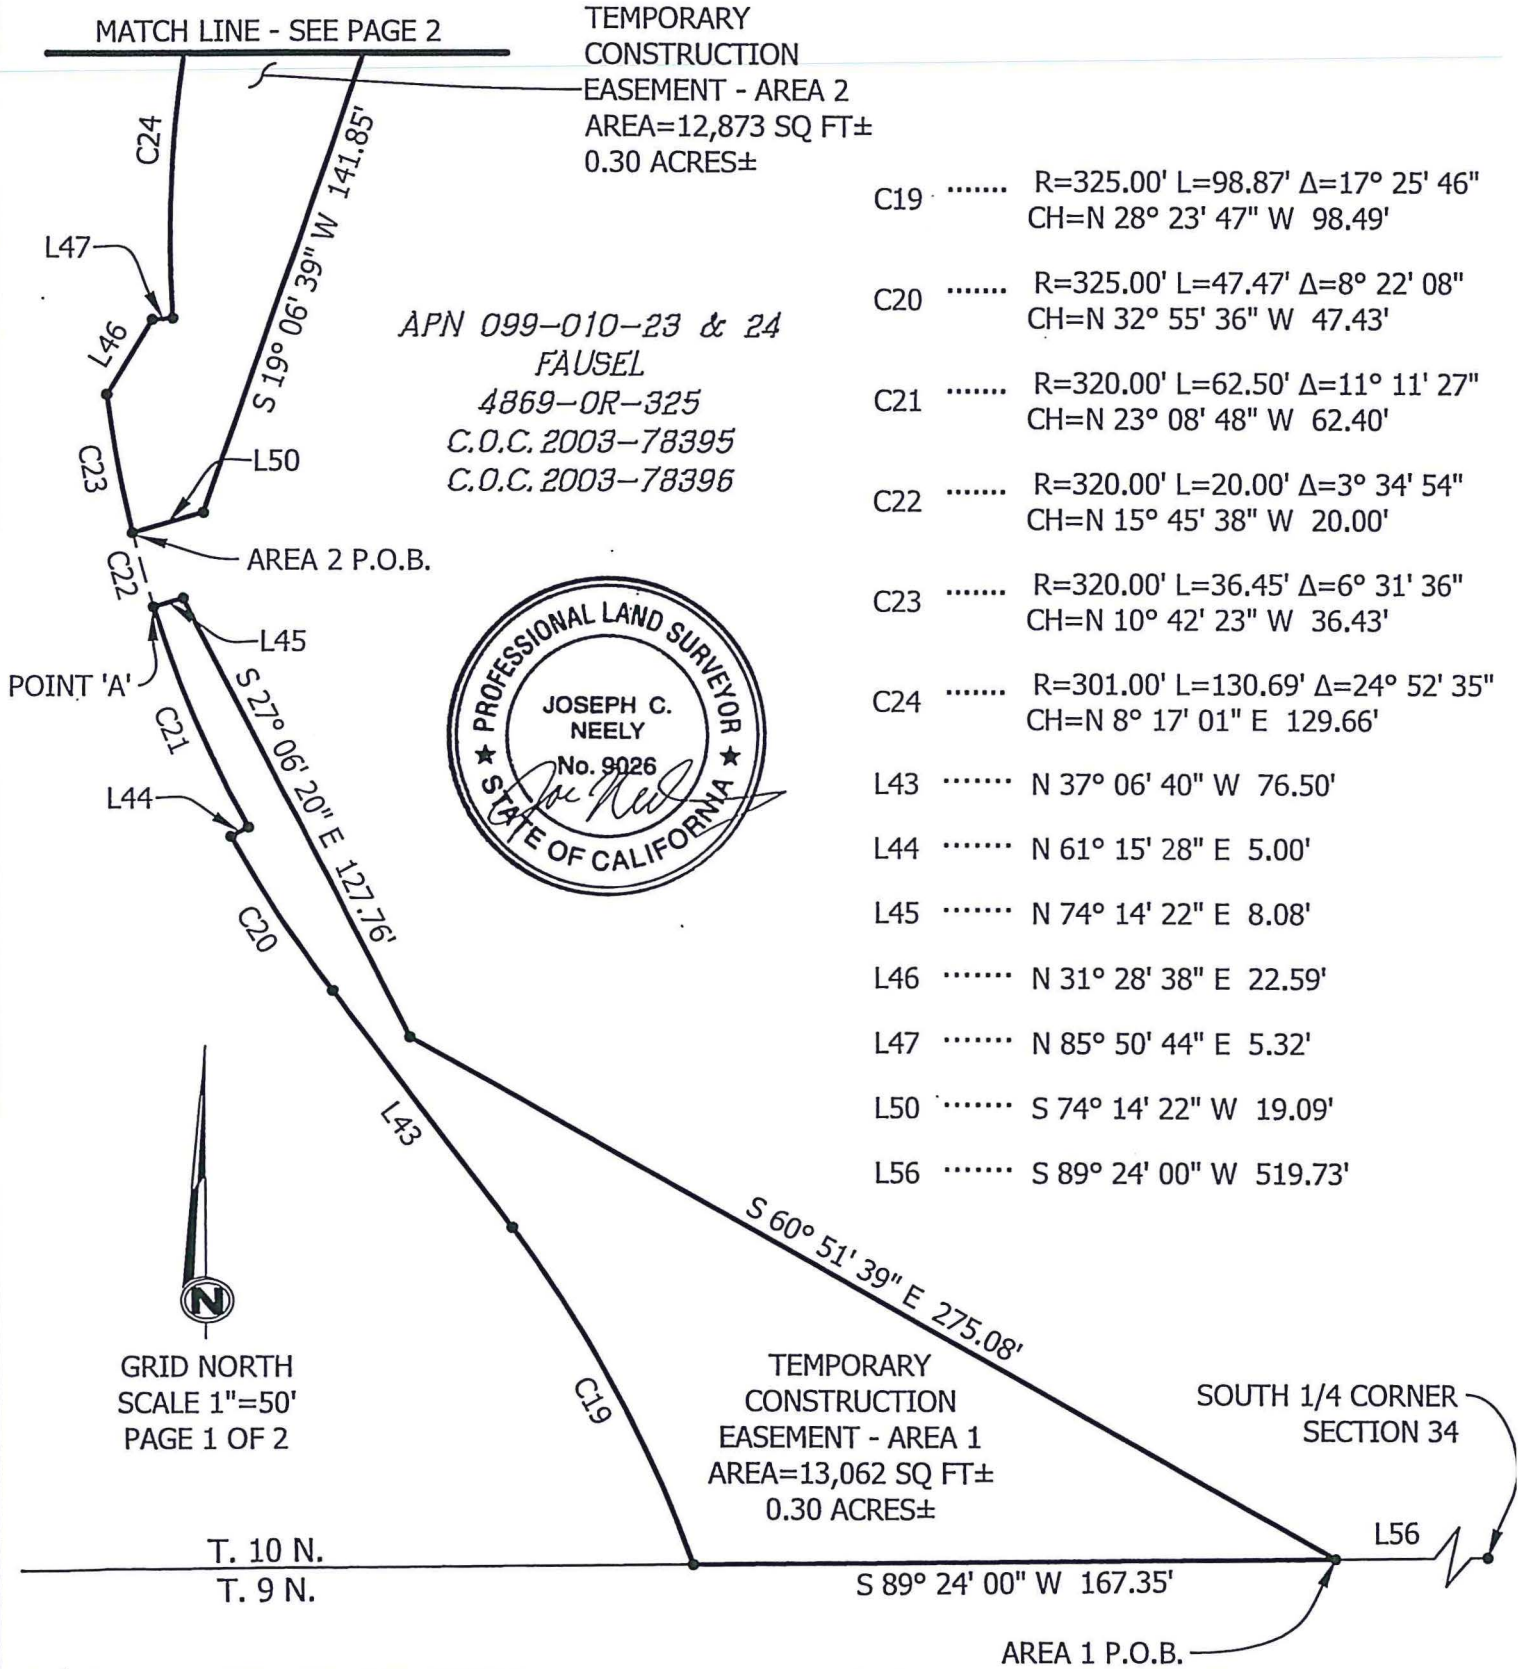 MATCH LINE - SEE PAGE 2
TEMPORARY
CONSTRUCTION
EASEMENT - AREA 2
AREA=12,873 SQ FT±
0.30 ACRES±
C24
S 19° 06' 39" W 141.85'
L47
L46
C23
L50
AREA 2 P.O.B.
C22
L45
POINT 'A'
C21
S 27° 06' 20" E 127.76'
L44
C20
L43
APN 099-010-23 & 24
FAUSEL
4869-OR-325
C.O.C. 2003-78395
C.O.C. 2003-78396
PROFESSIONAL LAND SURVEYOR
JOSEPH C.
NEELY
No. 9026
STATE OF CALIFORNIA
C19 ....... R=325.00' L=98.87' Δ=17° 25' 46"
CH=N 28° 23' 47" W 98.49'
C20 ....... R=325.00' L=47.47' Δ=8° 22' 08"
CH=N 32° 55' 36" W 47.43'
C21 ....... R=320.00' L=62.50' Δ=11° 11' 27"
CH=N 23° 08' 48" W 62.40'
C22 ....... R=320.00' L=20.00' Δ=3° 34' 54"
CH=N 15° 45' 38" W 20.00'
C23 ....... R=320.00' L=36.45' Δ=6° 31' 36"
CH=N 10° 42' 23" W 36.43'
C24 ....... R=301.00' L=130.69' Δ=24° 52' 35"
CH=N 8° 17' 01" E 129.66'
L43 ....... N 37° 06' 40" W 76.50'
L44 ....... N 61° 15' 28" E 5.00'
L45 ....... N 74° 14' 22" E 8.08'
L46 ....... N 31° 28' 38" E 22.59'
L47 ....... N 85° 50' 44" E 5.32'
L50 ....... S 74° 14' 22" W 19.09'
L56 ....... S 89° 24' 00" W 519.73'
S 60° 51' 39" E 275.08'
N
GRID NORTH
SCALE 1"=50'
PAGE 1 OF 2
C19
TEMPORARY
CONSTRUCTION
EASEMENT - AREA 1
AREA=13,062 SQ FT±
0.30 ACRES±
SOUTH 1/4 CORNER
SECTION 34
L56
T. 10 N.
T. 9 N.
S 89° 24' 00" W 167.35'
AREA 1 P.O.B.